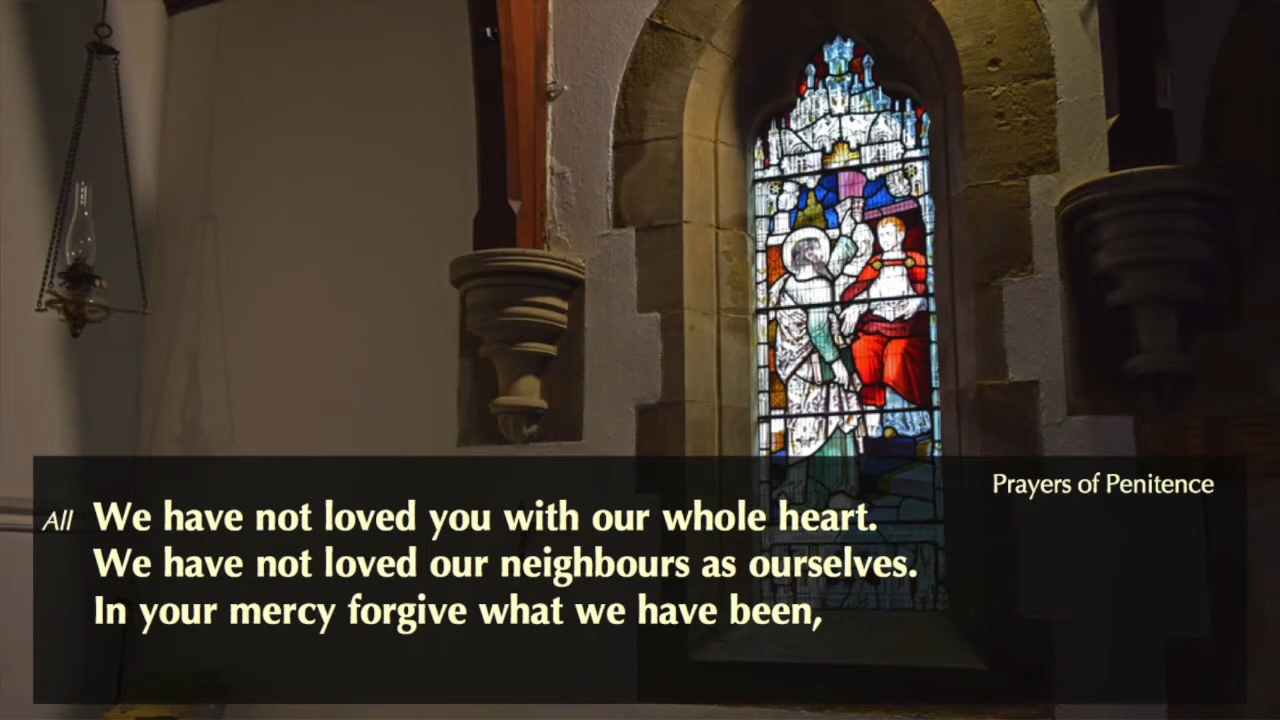 Prayers of Penitence
All We have not loved you with our whole heart.
We have not loved our neighbours as ourselves.
In your mercy forgive what we have been,